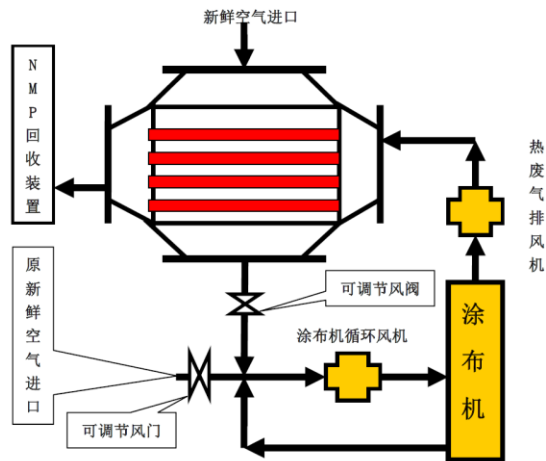 新鲜空气进口
NMP回收装置
热废气排风机
可调节风阀
原新鲜空气进口
涂布机循环风机
涂布机
可调节风门